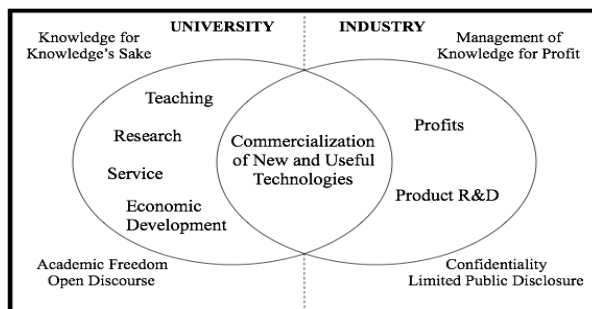 UNIVERSITY
INDUSTRY
Knowledge for
Knowledge's Sake
Management of
Knowledge for Profit
Teaching
Research
Service
Economic
Development
Commercialization
of New and Useful
Technologies
Profits
Product R&D
Academic Freedom
Open Discourse
Confidentiality
Limited Public Disclosure